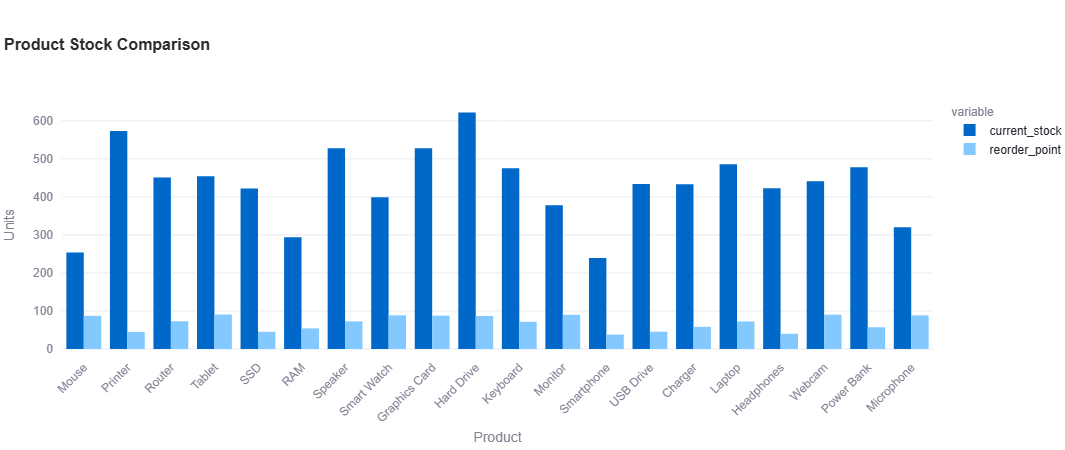 Product Stock Comparison
variable
current_stock
reorder_point
600
500
400
300
200
100
0
Units
Mouse
Printer
Router
Tablet
SSD
RAM
Speaker
Smart Watch
Graphics Card
Hard Drive
Keyboard
Monitor
Smartphone
USB Drive
Charger
Laptop
Headphones
Webcam
Power Bank
Microphone
Product